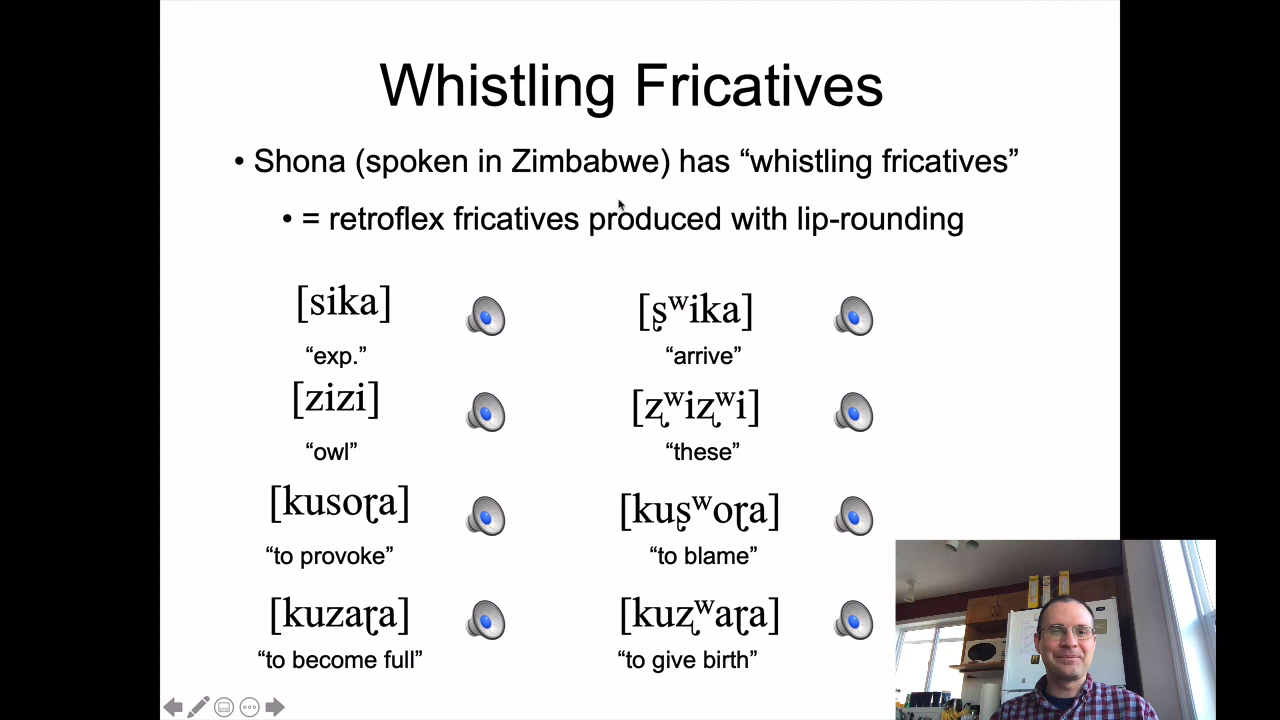 Whistling Fricatives
• Shona (spoken in Zimbabwe) has “whistling fricatives”
• = retroflex fricatives produced with lip-rounding
[sika] [ʂʷika]
“exp.” “arrive”
[zizi] [ʐʷiʐʷi]
“owl” “these”
[kusoɽa] [kuʂʷoɽa]
“to provoke” “to blame”
[kuzaɽa] [kuʐʷaɽa]
“to become full” “to give birth”